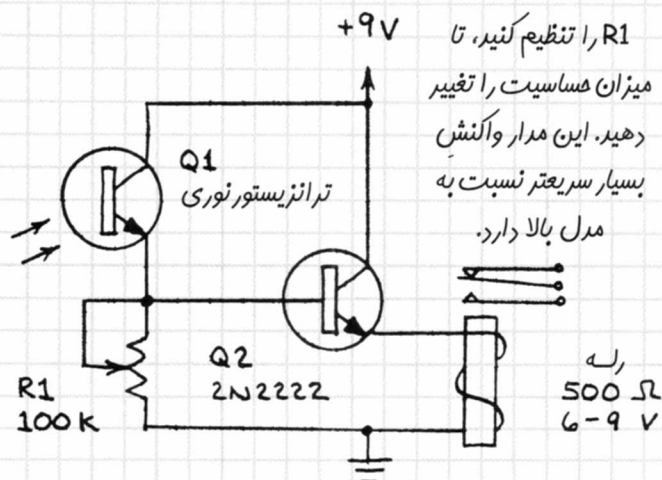 +9V
R1 را تنظیم کنید، تا
میزان حساسیت را تغییر
دهید. این مدار واکنشِ
بسیار سریعتر نسبت به
مدل بالا دارد.
Q1
ترانزیستور نوری
Q2
2N2222
R1
100K
رله
500 Ω
6-9 V